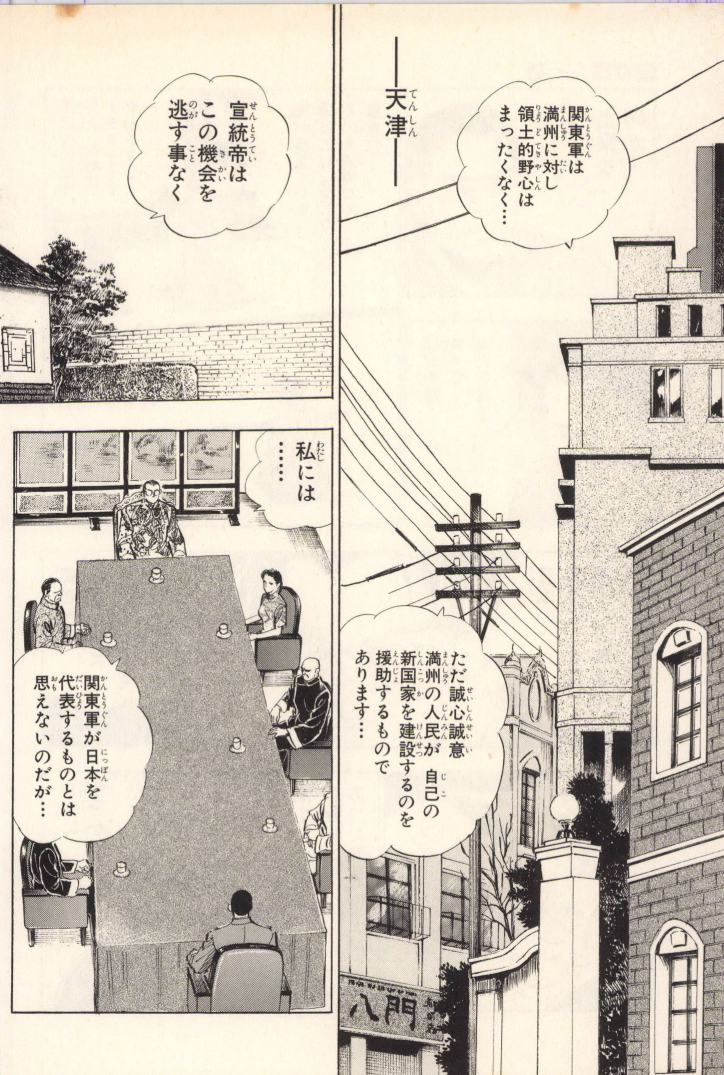 関東軍は
満州に対し
領土的野心は
まったくなく…
―天津―
ただ誠心誠意
満州の人民が 自己の
新国家を建設するのを
援助するもので
あります…
宣統帝は
この機会を
逃す事なく
私には
……
関東軍が日本を
代表するものとは
思えないのだが…